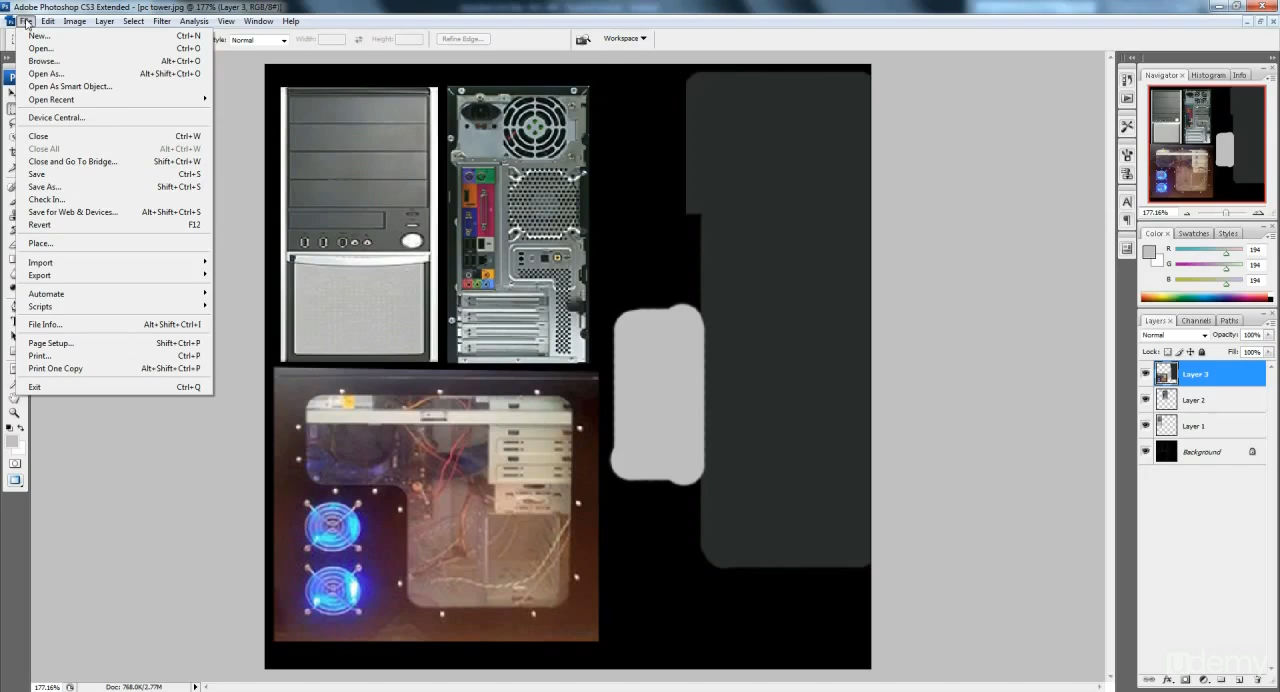 Adobe Photoshop CS3 Extended - [pc tower.jpg @ 177% (Layer 3, RGB/8#)]
File Edit Image Layer Select Filter Analysis View Window Help
Style: Normal Width: Height: Refine Edge... Workspace
New... Ctrl+N
Open... Ctrl+O
Browse... Alt+Ctrl+O
Open As... Alt+Shift+Ctrl+O
Open As Smart Object...
Open Recent
Device Central...
Close Ctrl+W
Close All Alt+Ctrl+W
Close and Go To Bridge... Shift+Ctrl+W
Save Ctrl+S
Save As... Shift+Ctrl+S
Check In...
Save for Web & Devices... Alt+Shift+Ctrl+S
Revert F12
Place...
Import
Export
Automate
Scripts
File Info... Alt+Shift+Ctrl+I
Page Setup... Shift+Ctrl+P
Print... Ctrl+P
Print One Copy Alt+Shift+Ctrl+P
Exit Ctrl+Q
Navigator × Histogram Info
177.16%
Color × Swatches Styles
R 194
G 194
B 194
Layers × Channels Paths
Normal Opacity: 100%
Lock: Fill: 100%
Layer 3
Layer 2
Layer 1
Background
177.16% Doc: 768.0K/2.77M
udemy